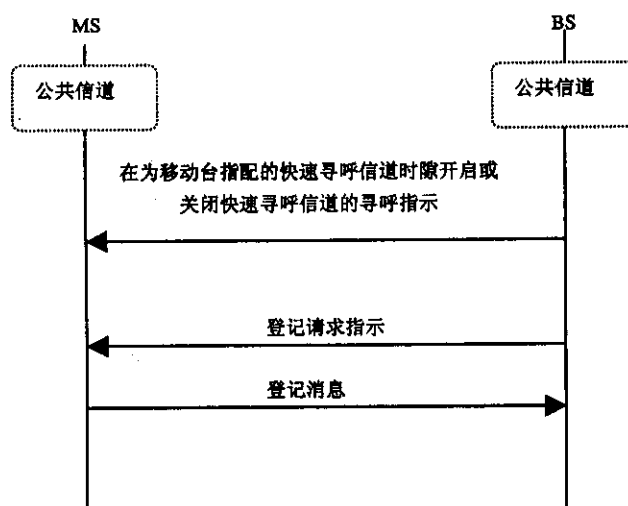 MS
BS
公共信道
公共信道
在为移动台指配的快速寻呼信道时隙开启或
关闭快速寻呼信道的寻呼指示
登记请求指示
登记消息